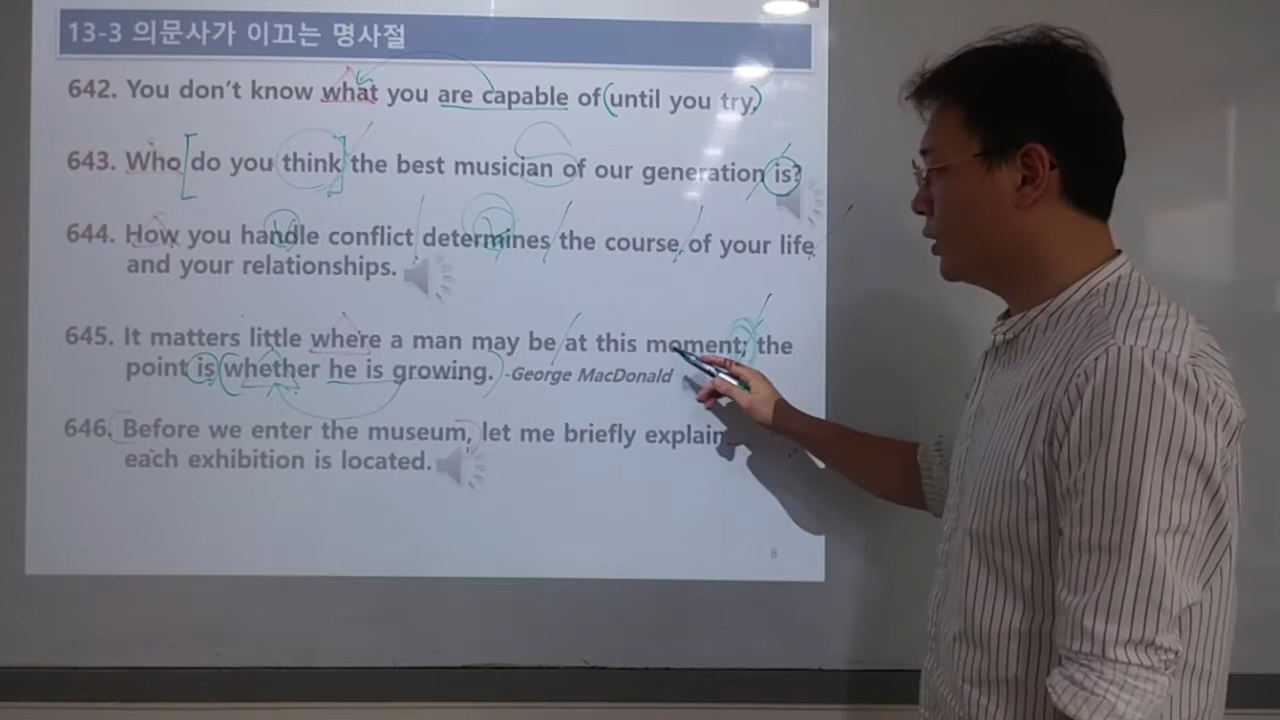 13-3 의문사가 이끄는 명사절
642. You don't know what you are capable of until you try.
643. Who do you think the best musician of our generation is?
644. How you handle conflict determines the course of your life
and your relationships.
645. It matters little where a man may be at this moment; the
point is whether he is growing. -George MacDonald
646. Before we enter the museum, let me briefly explain
each exhibition is located.
6